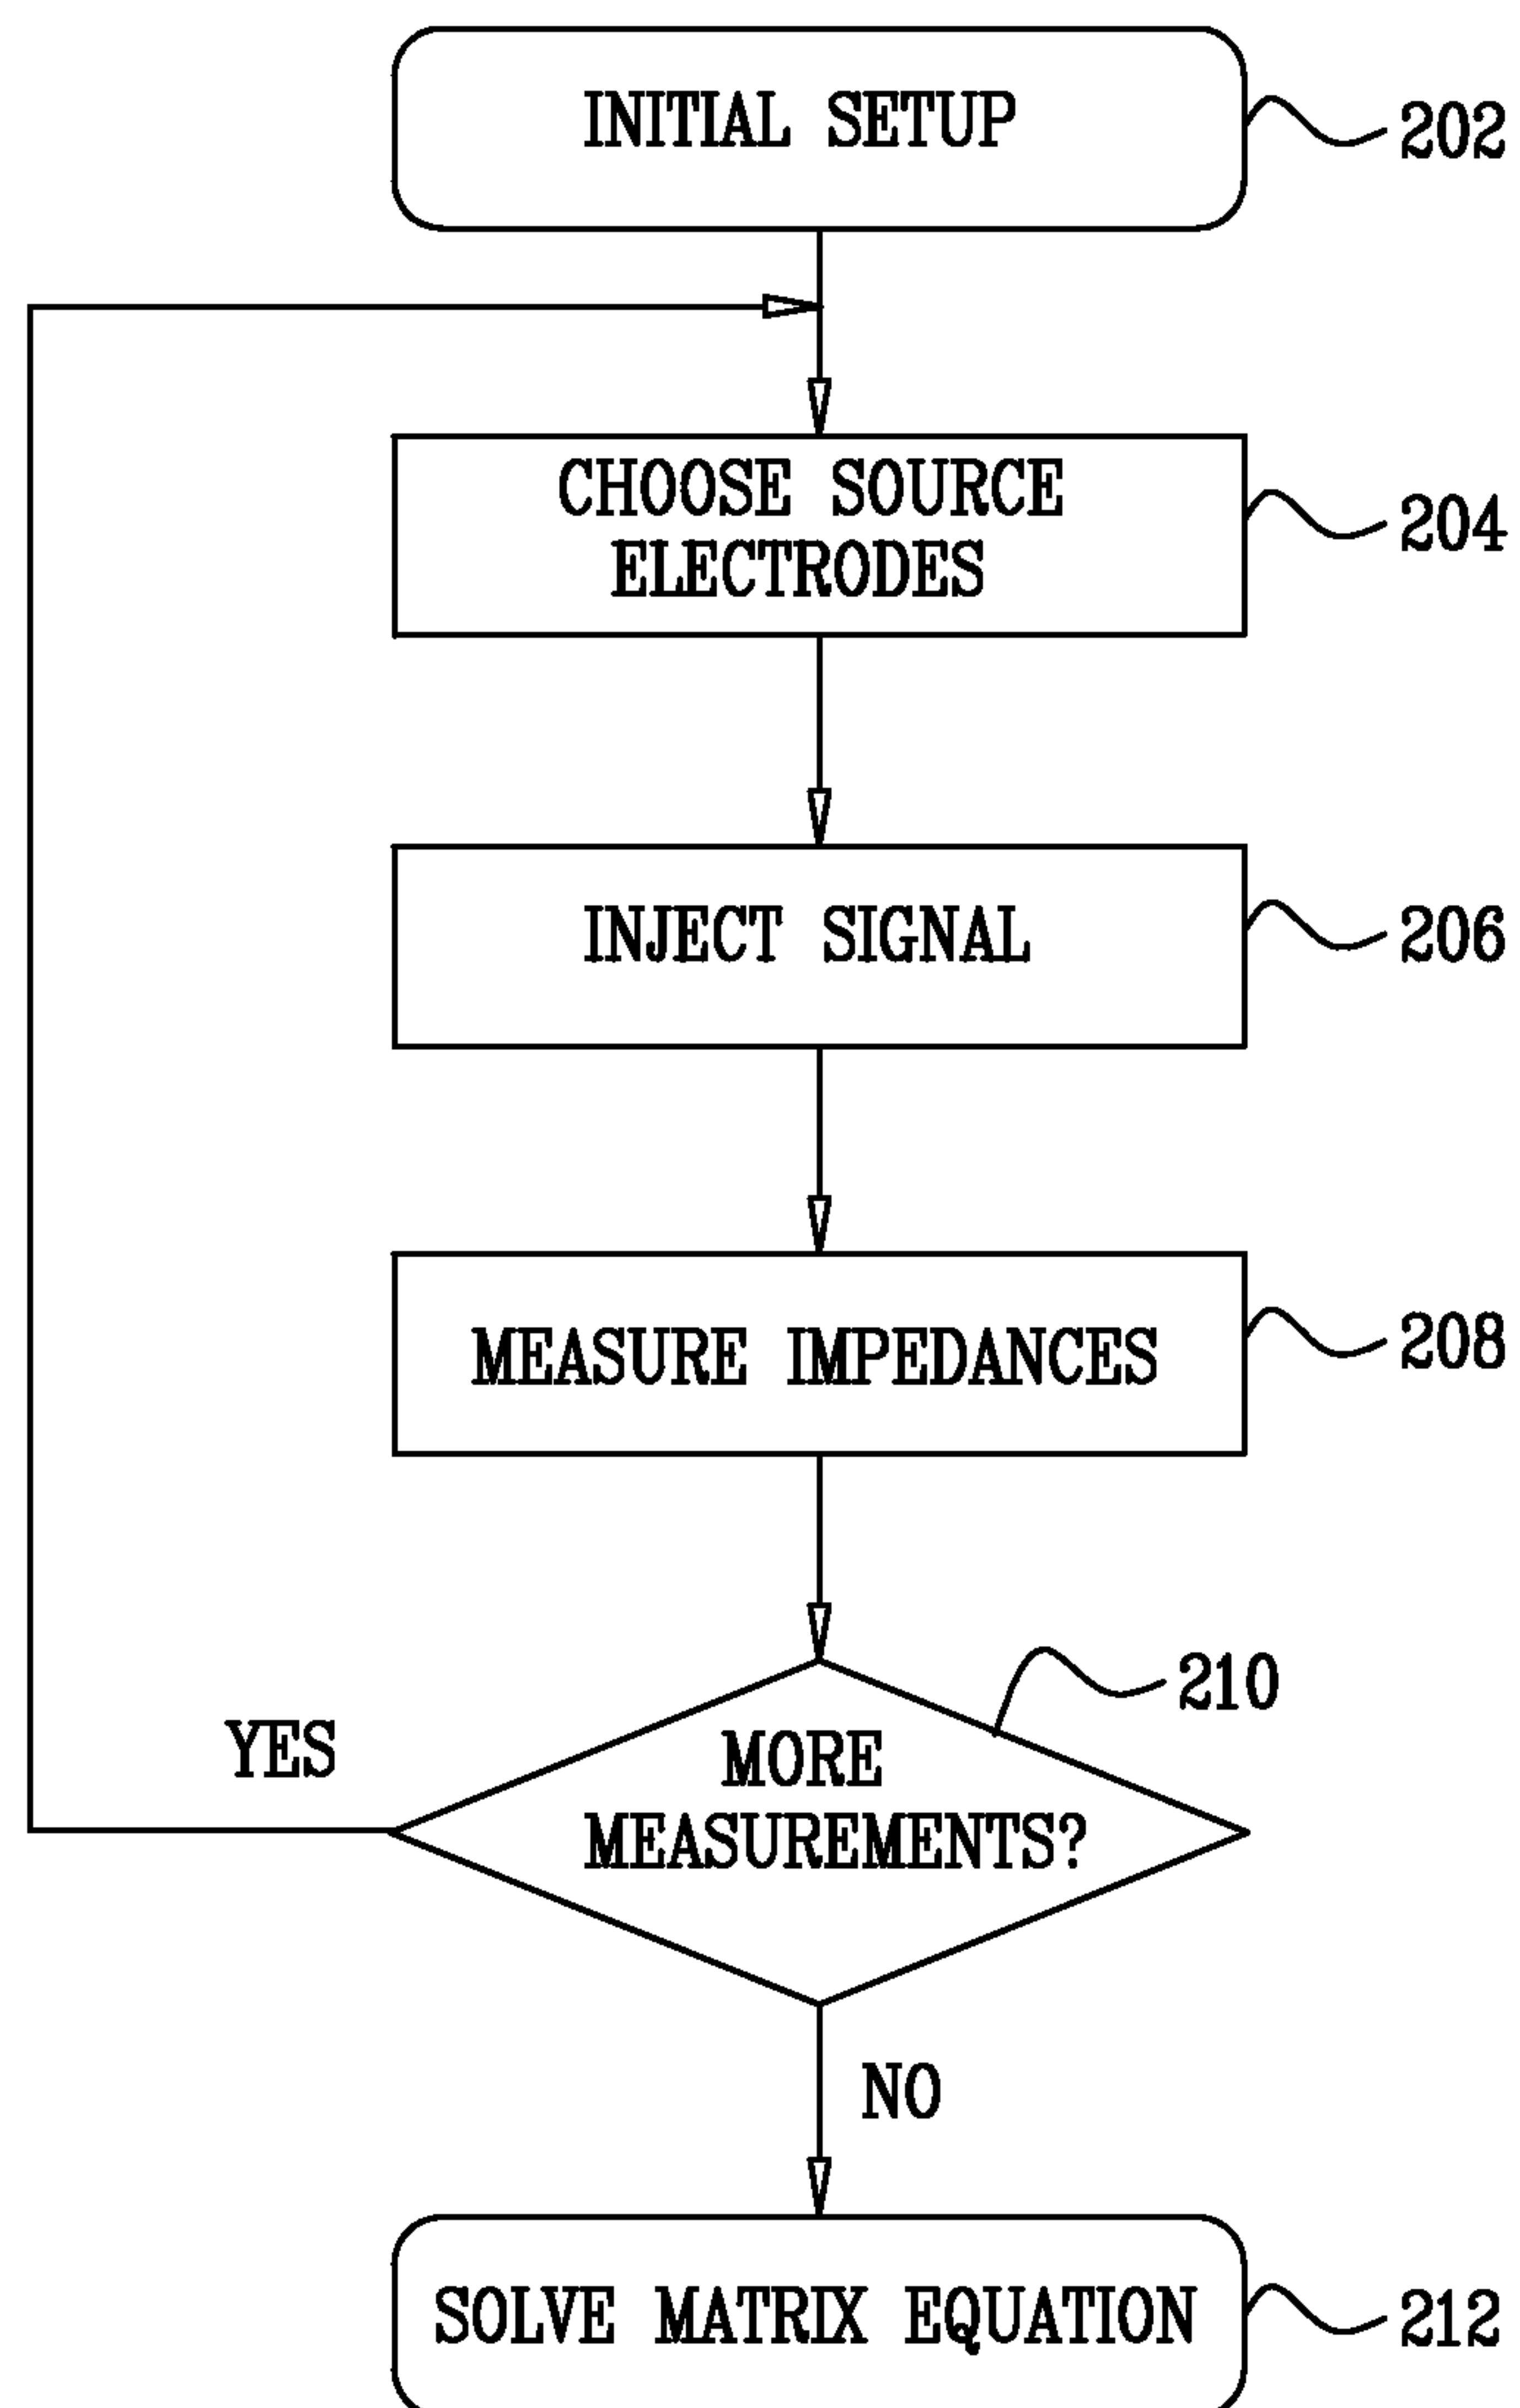 INITIAL SETUP
202
CHOOSE SOURCE
ELECTRODES
204
INJECT SIGNAL
206
MEASURE IMPEDANCES
208
210
YES
MORE
MEASUREMENTS?
NO
SOLVE MATRIX EQUATION
212